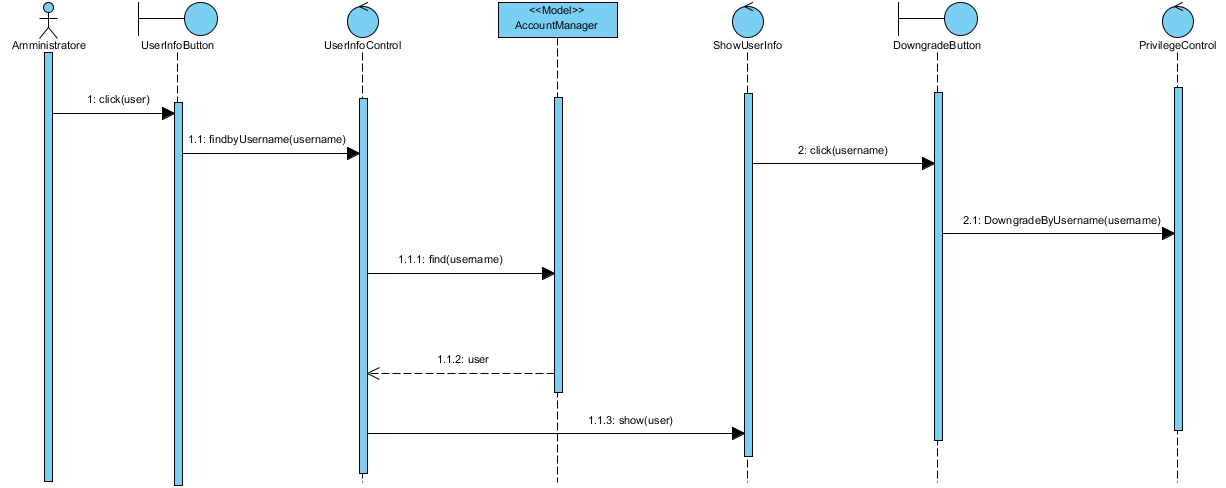 <<Model>>
AccountManager
Amministratore
UserInfoButton
UserInfoControl
ShowUserInfo
DowngradeButton
PrivilegeControl
1: click(user)
1.1: findbyUsername(username)
2: click(username)
2.1: DowngradeByUsername(username)
1.1.1: find(username)
1.1.2: user
1.1.3: show(user)